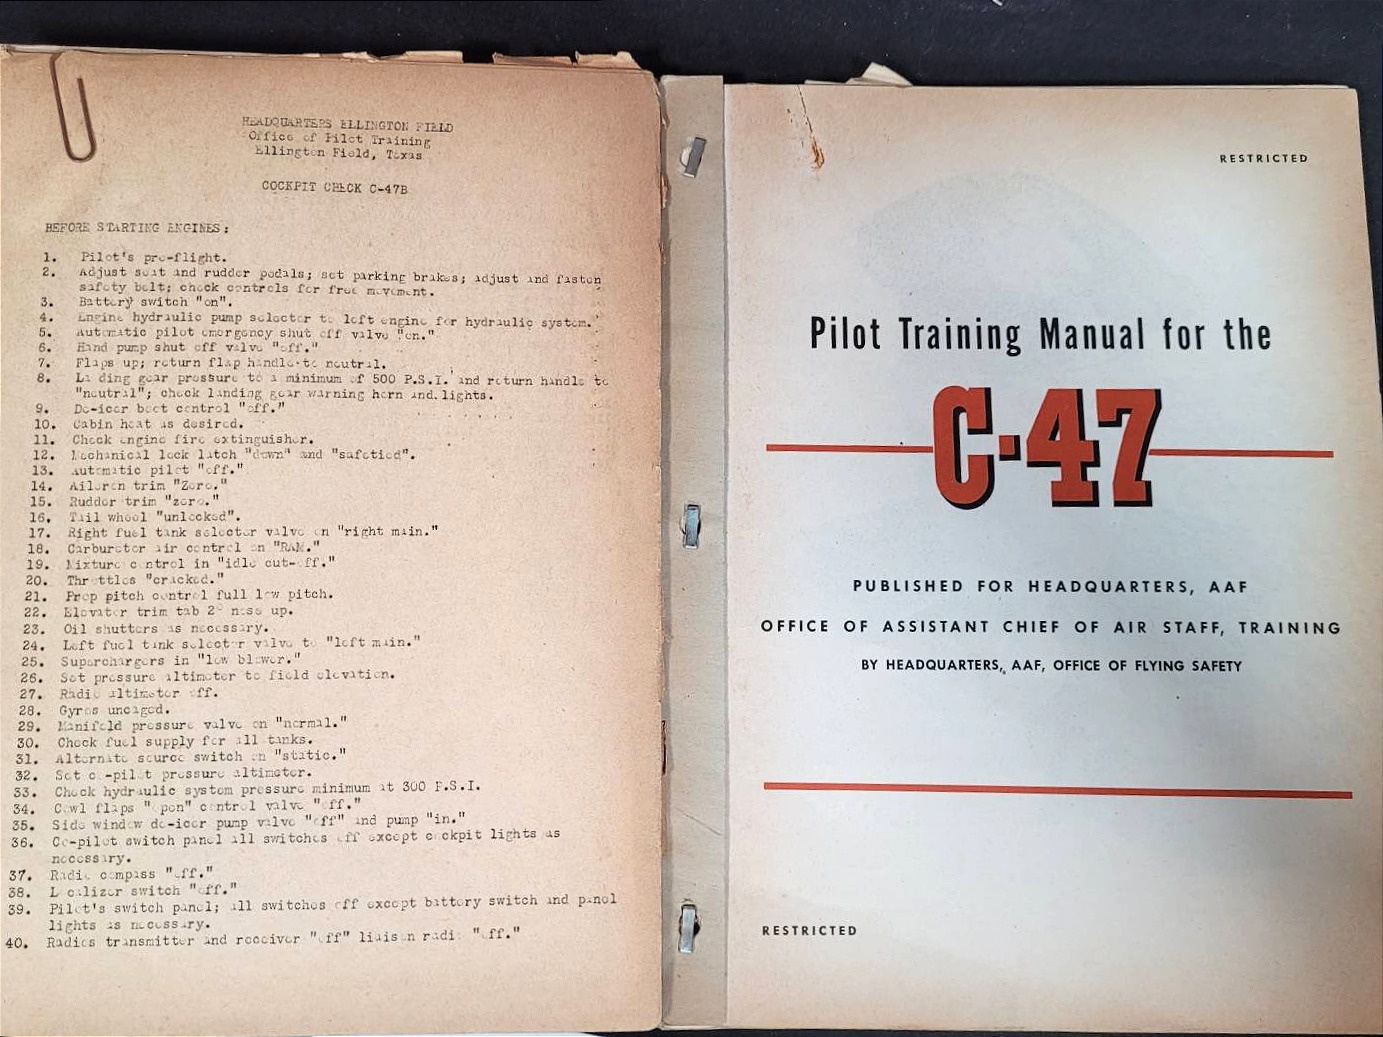 HEADQUARTERS ELLINGTON FIELD
Office of Pilot Training
Ellington Field, Texas
COCKPIT CHECK C-47B
BEFORE STARTING ENGINES;
1. Pilot's pre-flight.
2. Adjust seat and rudder pedals; set parking brakes; adjust and fasten
safety belt; check controls for free movement.
3. Battery switch "on".
4. Engine hydraulic pump selector to left engine for hydraulic system.
5. Automatic pilot emergency shut off valve "on."
6. Hand pump shut off valve "off."
7. Flaps up; return flap handle to neutral.
8. Landing gear pressure to a minimum of 500 P.S.I. and return handle to
"neutral"; check landing gear warning horn and lights.
9. De-icer boot control "off."
10. Cabin heat as desired.
11. Check engine fire extinguisher.
12. Mechanical lock latch "down" and "safetied".
13. Automatic pilot "off."
14. Aileron trim "Zero."
15. Rudder trim "zero."
16. Tail wheel "unlocked".
17. Right fuel tank selector valve on "right main."
18. Carburetor air control on "RAM."
19. Mixture control in "idle cut-off."
20. Throttles "cracked."
21. Prop pitch control full low pitch.
22. Elevator trim tab 2° nose up.
23. Oil shutters as necessary.
24. Left fuel tank selector valve to "left main."
25. Superchargers in "low blower."
26. Set pressure altimeter to field elevation.
27. Radio altimeter off.
28. Gyros uncaged.
29. Manifold pressure valve on "normal."
30. Check fuel supply for all tanks.
31. Alternate source switch on "static."
32. Set co-pilot pressure altimeter.
33. Check hydraulic system pressure minimum at 300 P.S.I.
34. Cowl flaps "open" control valve "off."
35. Side window de-icer pump valve "off" and pump "in."
36. Co-pilot switch panel all switches off except cockpit lights as
necessary.
37. Radio compass "off."
38. Localizer switch "off."
39. Pilot's switch panel; all switches off except battery switch and panel
lights as necessary.
40. Radios transmitter and receiver "off" liaison radio "off."
RESTRICTED
Pilot Training Manual for the
C-47
PUBLISHED FOR HEADQUARTERS, AAF
OFFICE OF ASSISTANT CHIEF OF AIR STAFF, TRAINING
BY HEADQUARTERS, AAF, OFFICE OF FLYING SAFETY
RESTRICTED